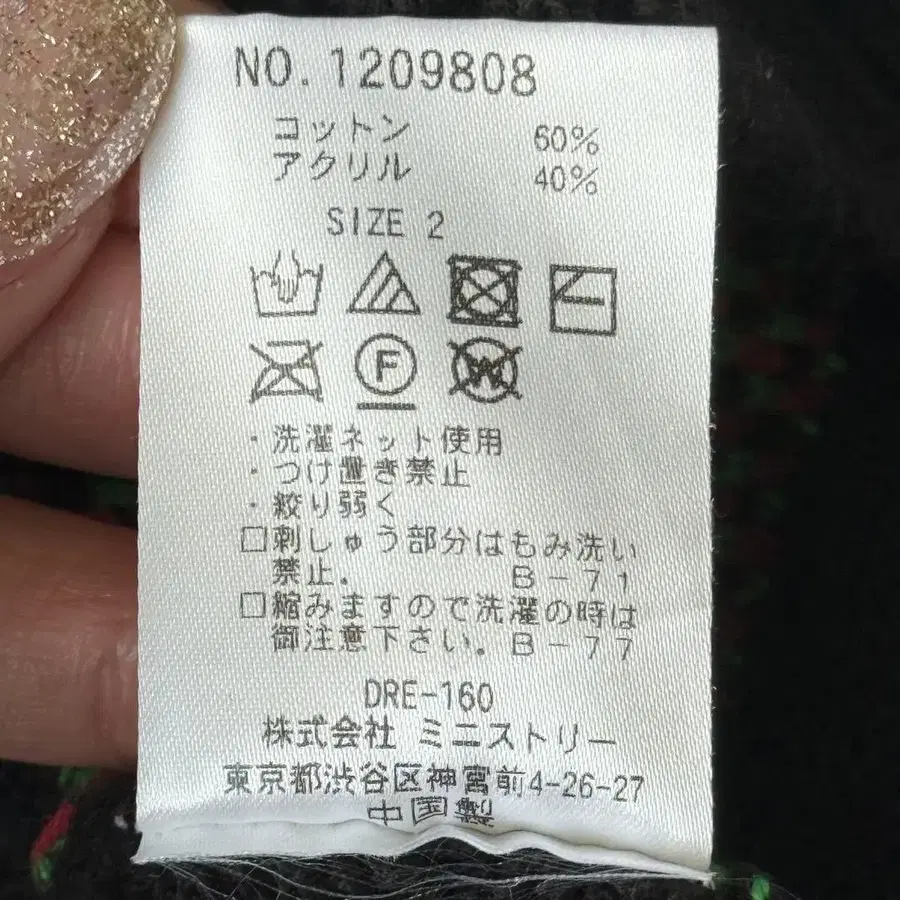 NO.1209808
コットン 60%
アクリル 40%
SIZE 2
F
W
・洗濯ネット使用
・つけ置き禁止
・絞り弱く
□刺しゅう部分はもみ洗い
禁止. B-71
□縮みますので洗濯の時は
御注意下さい。B-77
DRE-160
株式会社 ミニストリー
東京都渋谷区神宮前4-26-27
中国製